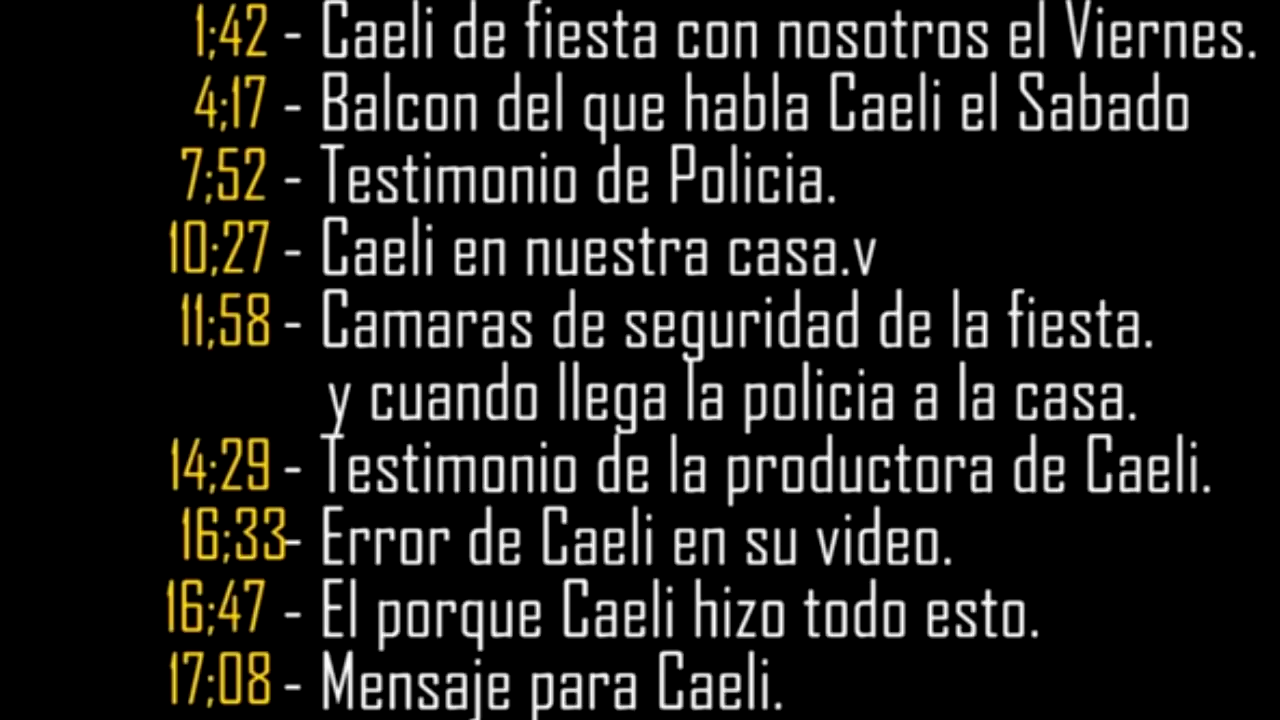 1;42 - Caeli de fiesta con nosotros el Viernes.
4;17 - Balcon del que habla Caeli el Sabado
7;52 - Testimonio de Policia.
10;27 - Caeli en nuestra casa.v
11;58 - Camaras de seguridad de la fiesta.
y cuando llega la policia a la casa.
14;29 - Testimonio de la productora de Caeli.
16;33- Error de Caeli en su video.
16;47 - El porque Caeli hizo todo esto.
17;08 - Mensaje para Caeli.